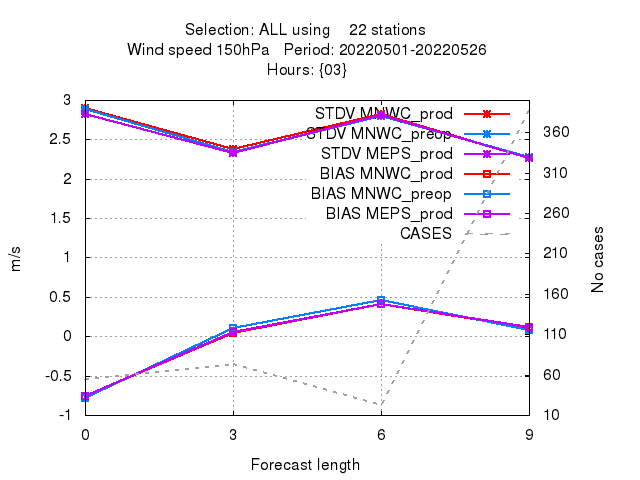 Selection: ALL using 22 stations
Wind speed 150hPa Period: 20220501-20220526
Hours: {03}
STDV MNWC_prod
STDV MNWC_preop
STDV MEPS_prod
BIAS MNWC_prod
BIAS MNWC_preop
BIAS MEPS_prod
CASES
3
2.5
2
1.5
1
0.5
0
-0.5
-1
m/s
360
310
260
210
160
110
60
10
No cases
0 3 6 9
Forecast length